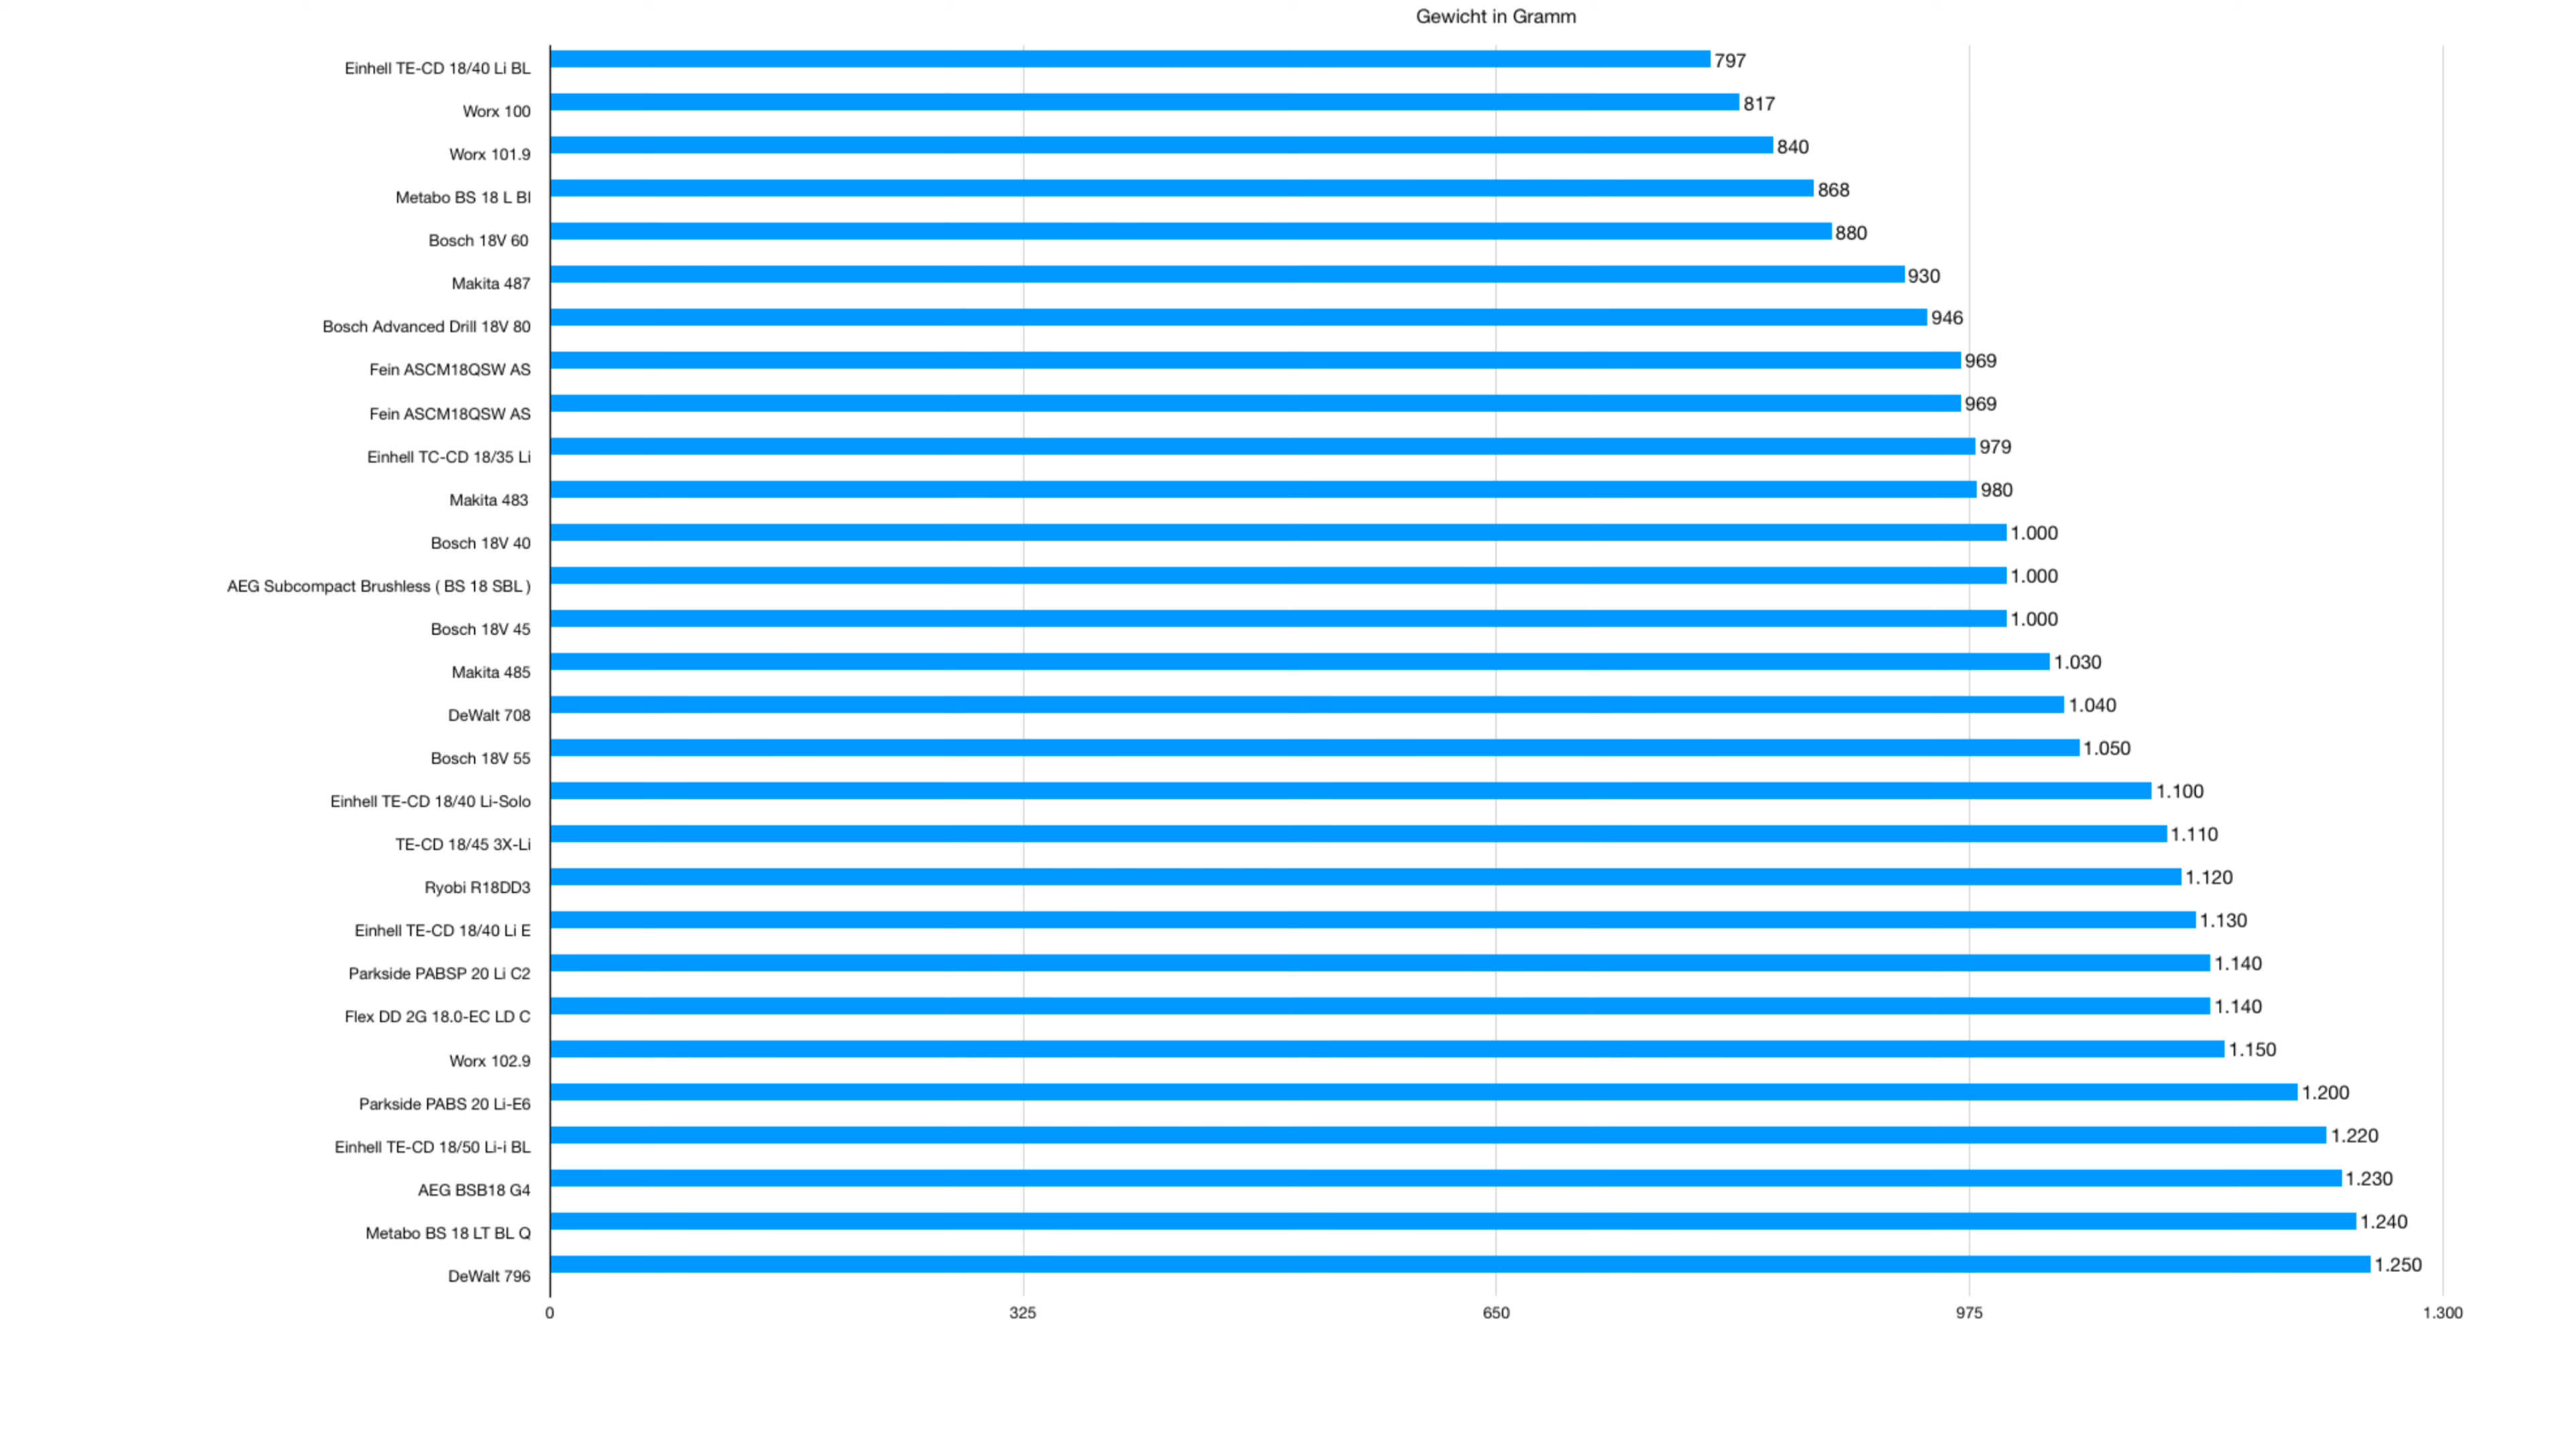 Gewicht in Gramm
Einhell TE-CD 18/40 Li BL 797
Worx 100 817
Worx 101.9 840
Metabo BS 18 L Bl 868
Bosch 18V 60 880
Makita 487 930
Bosch Advanced Drill 18V 80 946
Fein ASCM18QSW AS 969
Fein ASCM18QSW AS 969
Einhell TC-CD 18/35 Li 979
Makita 483 980
Bosch 18V 40 1.000
AEG Subcompact Brushless ( BS 18 SBL ) 1.000
Bosch 18V 45 1.000
Makita 485 1.030
DeWalt 708 1.040
Bosch 18V 55 1.050
Einhell TE-CD 18/40 Li-Solo 1.100
TE-CD 18/45 3X-Li 1.110
Ryobi R18DD3 1.120
Einhell TE-CD 18/40 Li E 1.130
Parkside PABSP 20 Li C2 1.140
Flex DD 2G 18.0-EC LD C 1.140
Worx 102.9 1.150
Parkside PABS 20 Li-E6 1.200
Einhell TE-CD 18/50 Li-i BL 1.220
AEG BSB18 G4 1.230
Metabo BS 18 LT BL Q 1.240
DeWalt 796 1.250
0 325 650 975 1.300